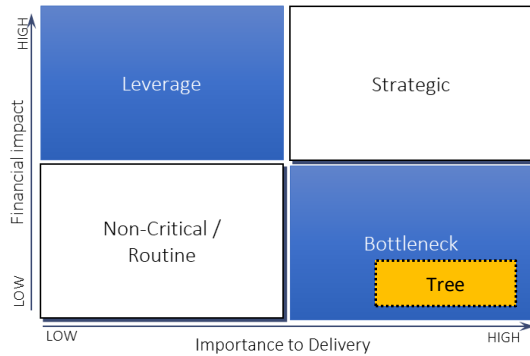 HIGH
Leverage
Strategic
Financial impact
Non-Critical /
Routine
Bottleneck
Tree
LOW
LOW
Importance to Delivery
HIGH